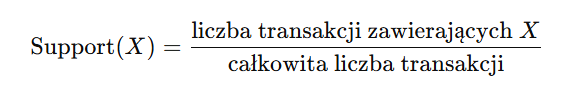 Support(X) = liczba transakcji zawierających X / całkowita liczba transakcji